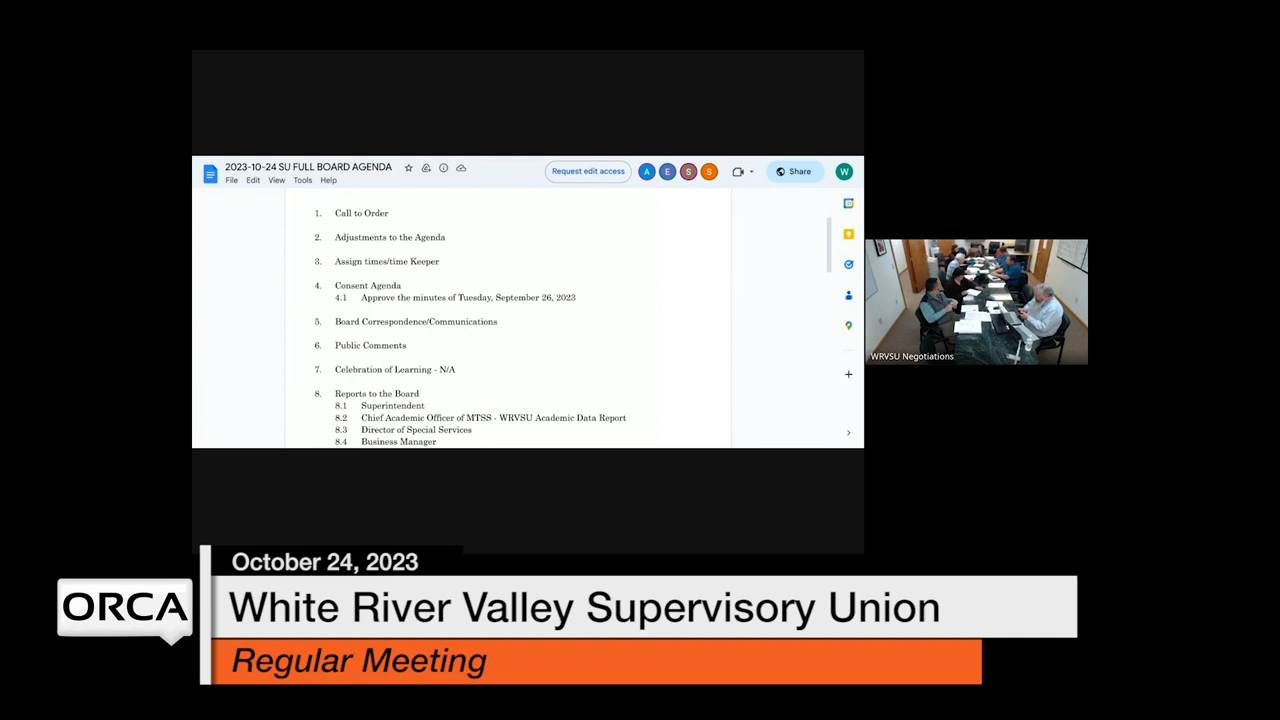 2023-10-24 SU FULL BOARD AGENDA
File Edit View Tools Help
Request edit access
A E S S
Share
W
1. Call to Order
2. Adjustments to the Agenda
3. Assign times/time Keeper
4. Consent Agenda
4.1 Approve the minutes of Tuesday, September 26, 2023
5. Board Correspondence/Communications
6. Public Comments
7. Celebration of Learning - N/A
8. Reports to the Board
8.1 Superintendent
8.2 Chief Academic Officer of MTSS - WRVSU Academic Data Report
8.3 Director of Special Services
8.4 Business Manager
WRVSU Negotiations
October 24, 2023
ORCA
White River Valley Supervisory Union
Regular Meeting